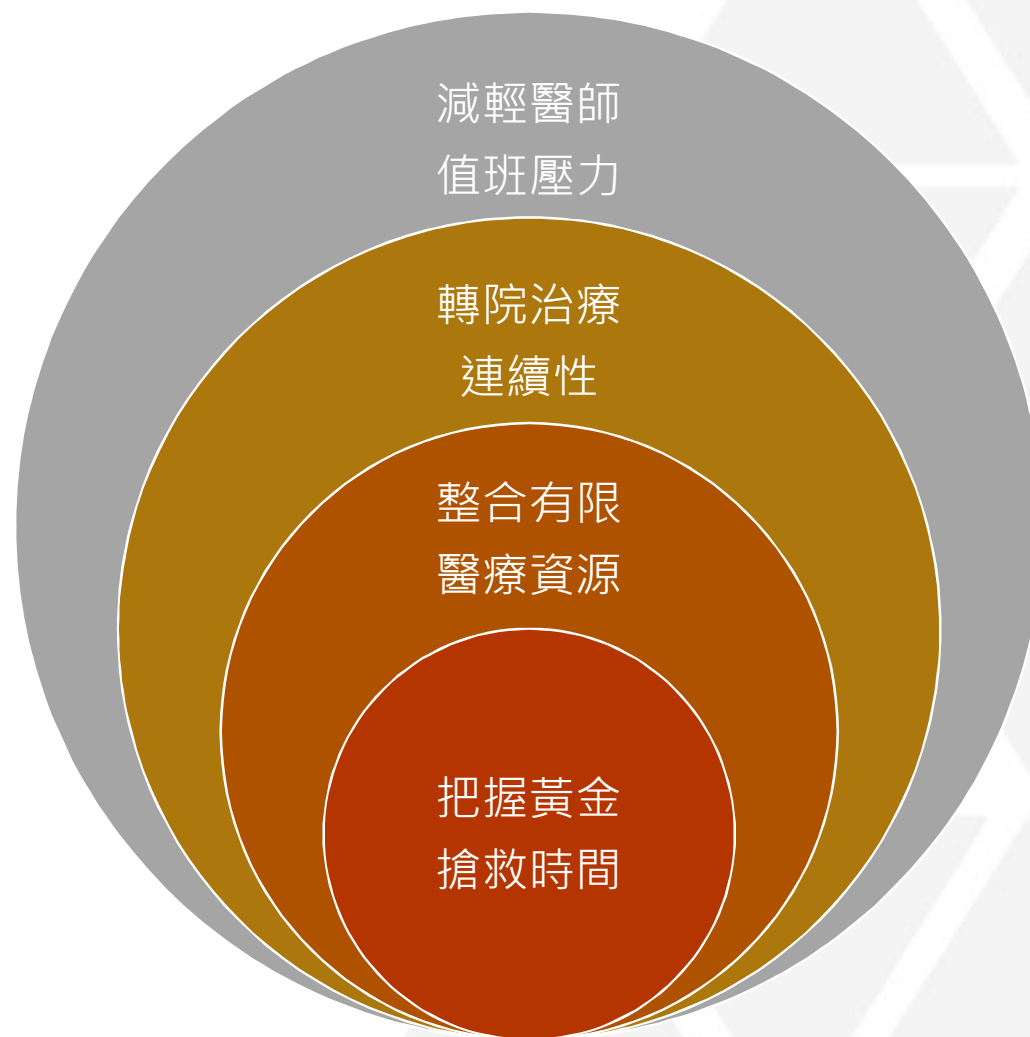 減輕醫師
值班壓力
轉院治療
連續性
整合有限
醫療資源
把握黃金
搶救時間